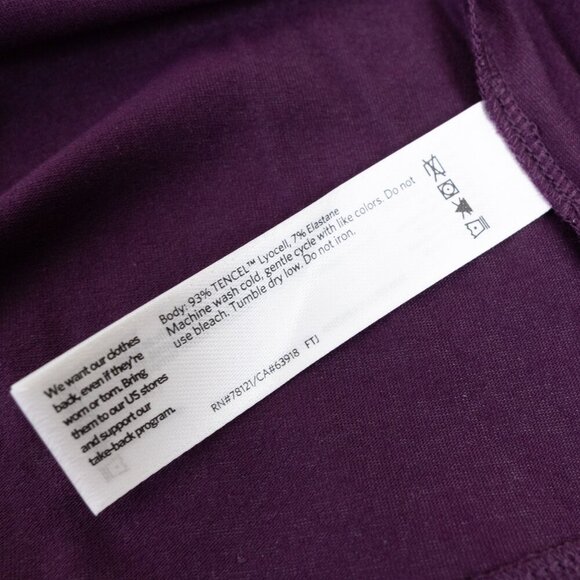 Body: 93% TENCEL™ Lyocell, 7% Elastane
Machine wash cold, gentle cycle with like colors. Do not
use bleach. Tumble dry low. Do not iron.
RN#78121/CA#63918 FTJ
We want our clothes
back, even if they're
worn or torn. Bring
them to our US stores
and support our
take-back program.